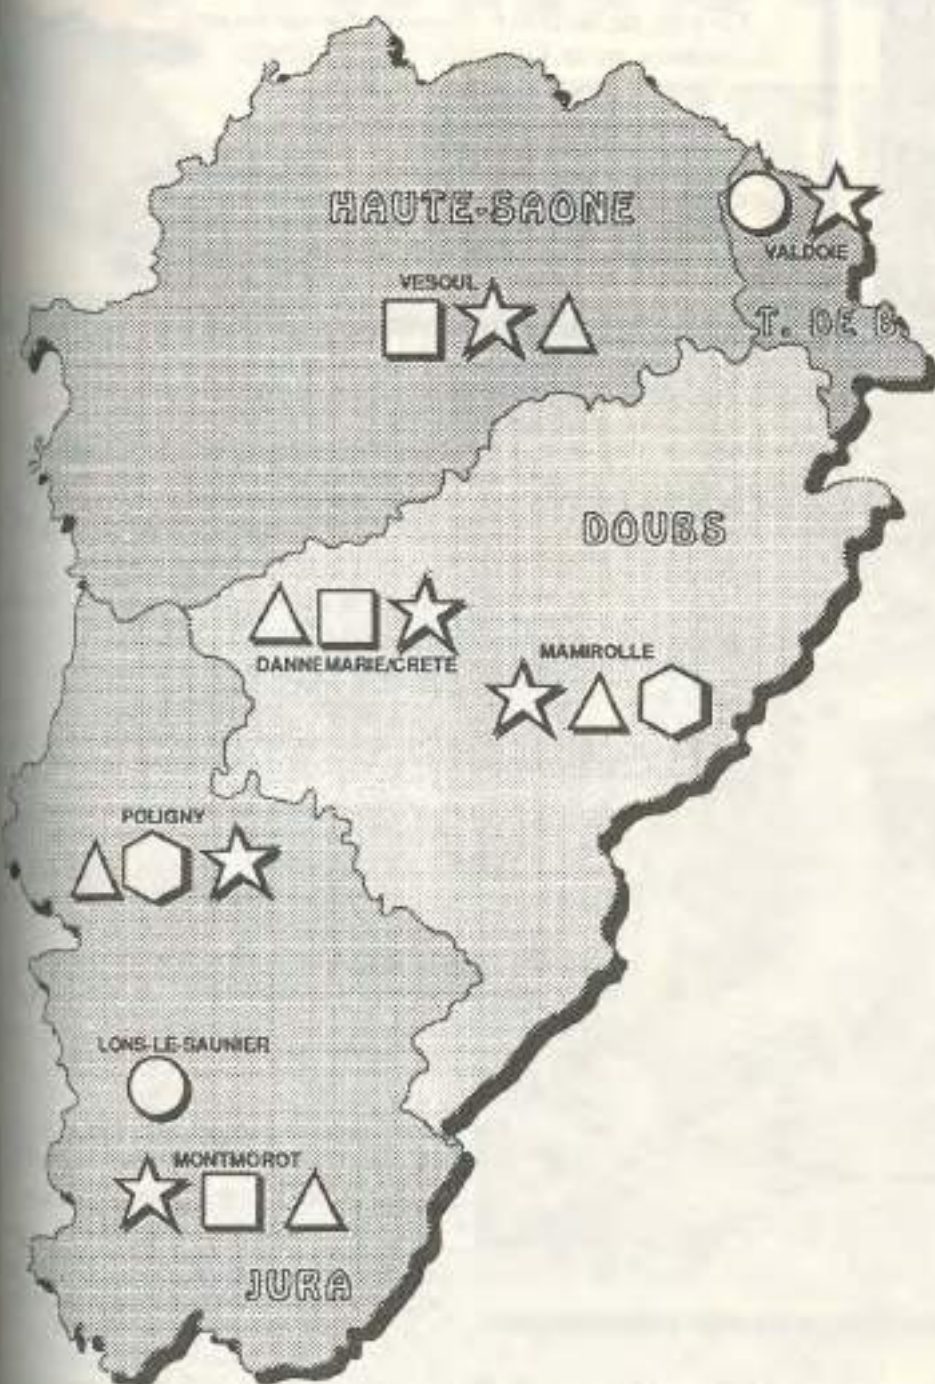 HAUTE-SAONE
VALDOIE
VESOUL
T. DE B.
DOUBS
DANNEMARIE/CRETE
MAMIROLLE
POLIGNY
LONS-LE-SAUNIER
MONTMOROT
JURA